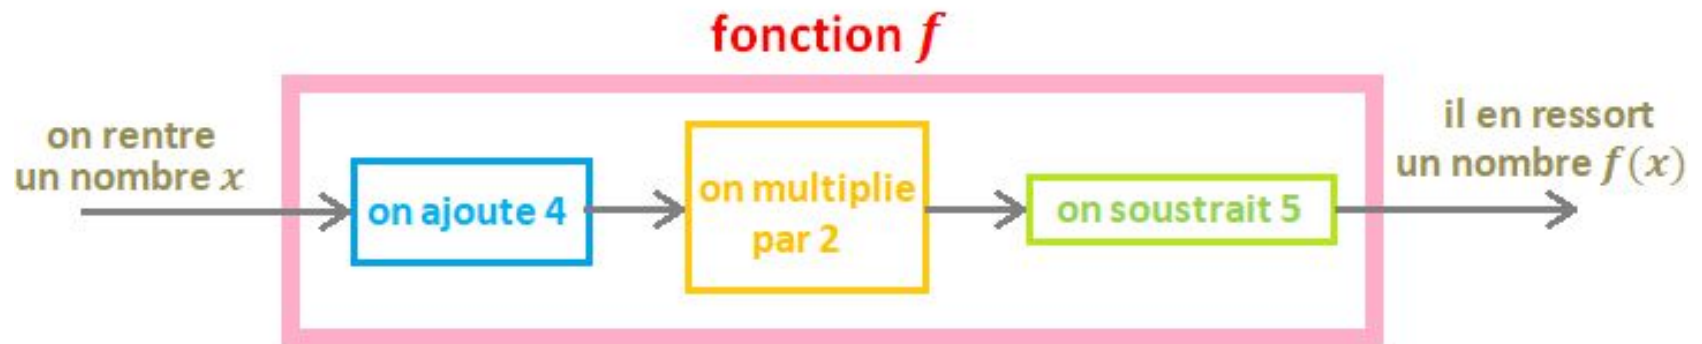 fonction f
on rentre
un nombre x
on ajoute 4
on multiplie
par 2
on soustrait 5
il en ressort
un nombre f(x)